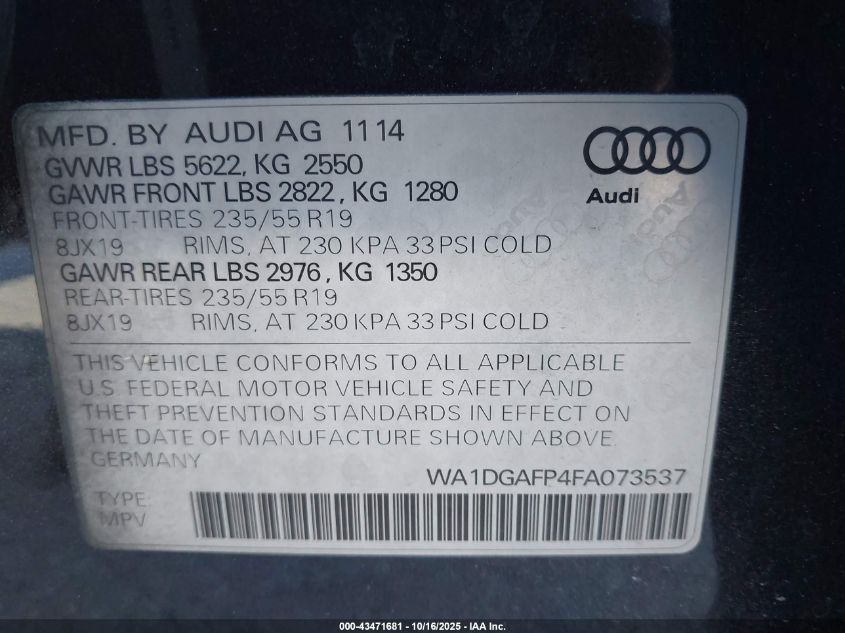 MFD. BY AUDI AG 1114
GVWR LBS 5622, KG 2550
GAWR FRONT LBS 2822, KG 1280
FRONT-TIRES 235/55 R19
8JX19 RIMS, AT 230 KPA 33 PSI COLD
GAWR REAR LBS 2976, KG 1350
REAR-TIRES 235/55 R19
8JX19 RIMS, AT 230 KPA 33 PSI COLD
Audi
Audi
THIS VEHICLE CONFORMS TO ALL APPLICABLE
U.S. FEDERAL MOTOR VEHICLE SAFETY AND
THEFT PREVENTION STANDARDS IN EFFECT ON
THE DATE OF MANUFACTURE SHOWN ABOVE.
GERMANY
WA1DGAFP4FA073537
TYPE:
MPV
000-43471681 - 10/16/2025 - IAA Inc.